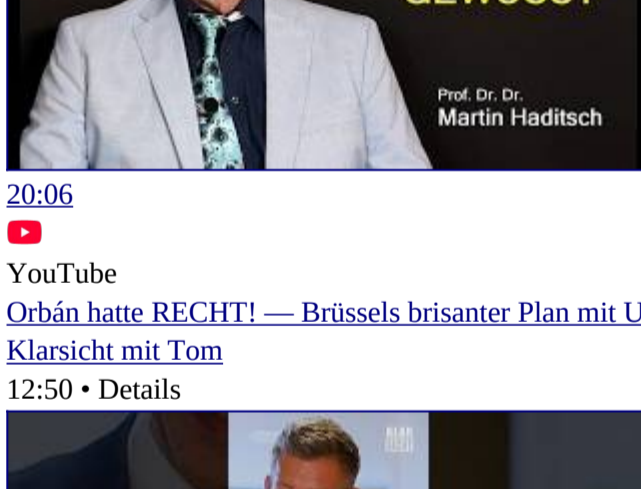 Prof. Dr. Dr.
Martin Haditsch
20:06
YouTube
Orbán hatte RECHT! — Brüssels brisanter Plan mit U
Klarsicht mit Tom
12:50 • Details